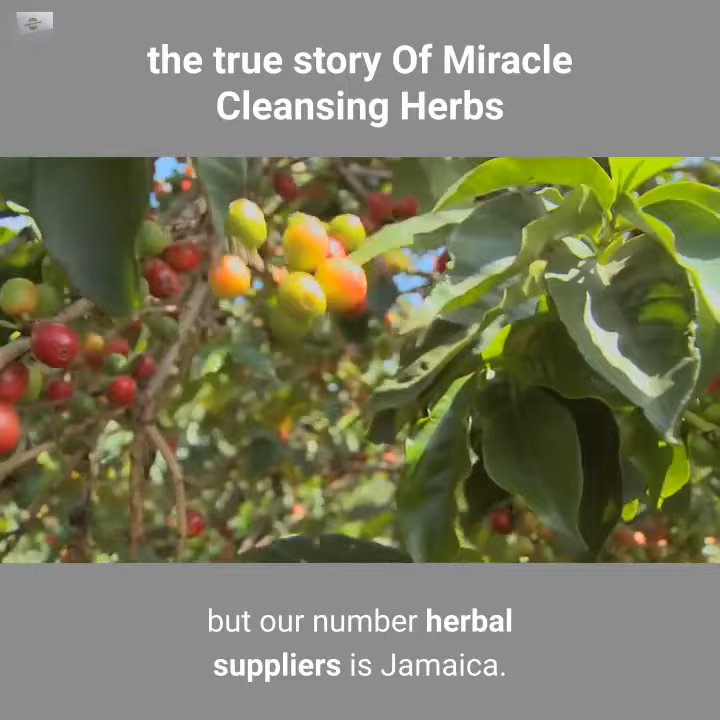 the true story Of Miracle
Cleansing Herbs
but our number herbal
suppliers is Jamaica.